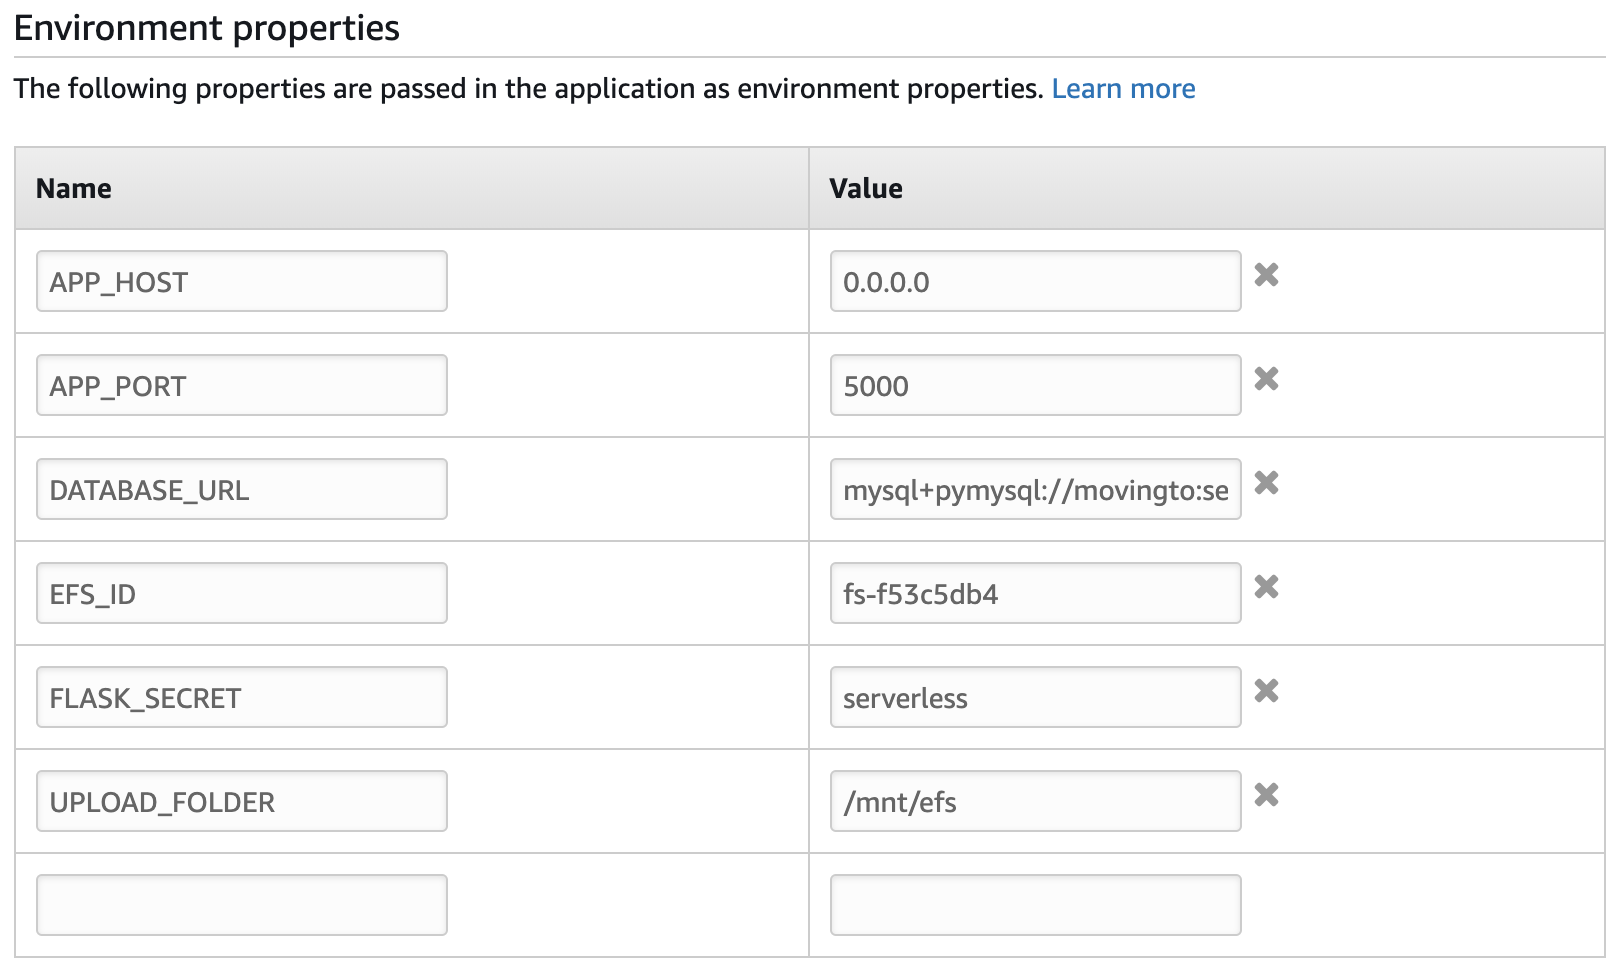 Environment properties
The following properties are passed in the application as environment properties. Learn more
Name Value
APP_HOST 0.0.0.0
APP_PORT 5000
DATABASE_URL mysql+pymysql://movingto:se
EFS_ID fs-f53c5db4
FLASK_SECRET serverless
UPLOAD_FOLDER /mnt/efs